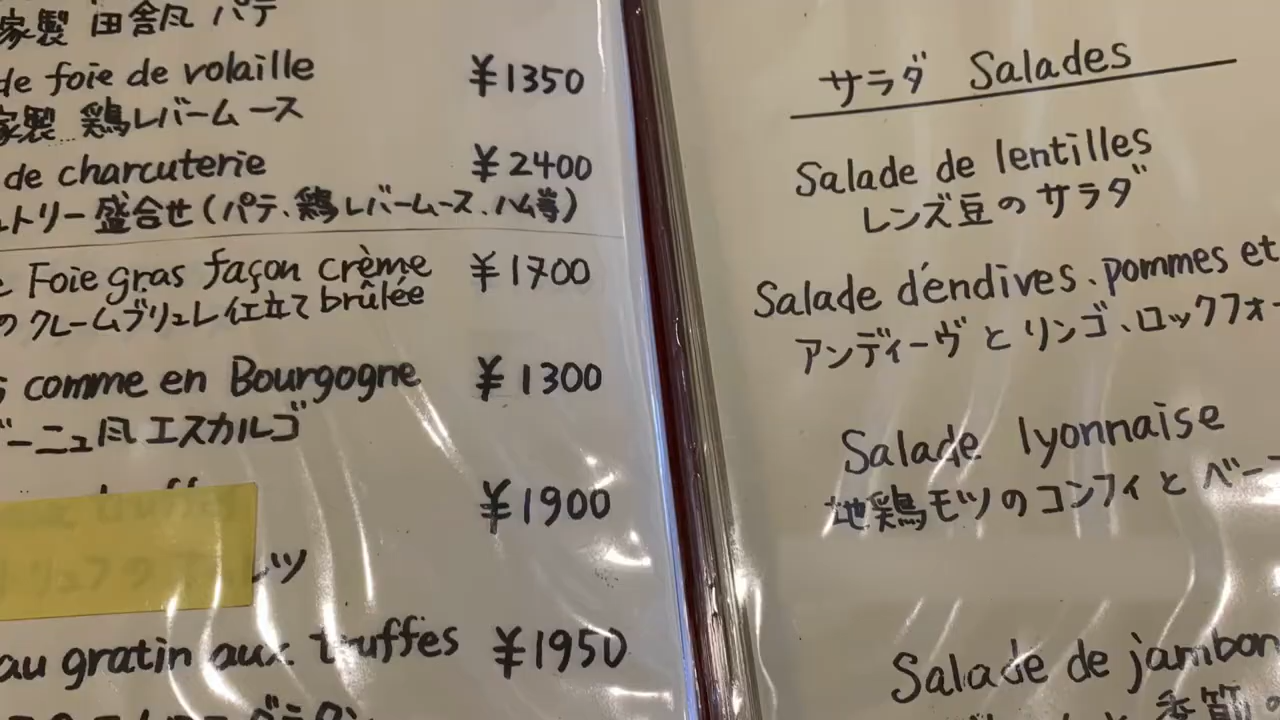 家製 田舎風 パテ
de foie de volaille ¥1350
家製 鶏レバームース
de charcuterie ¥2400
ュトリー盛合せ(パテ、鶏レバームース、ハム等)
Foie gras façon crème ¥1700
のクレームブリュレ仕立て brûlée
comme en Bourgogne ¥1300
ゴーニュ風エスカルゴ
¥1900
レツ
au gratin aux truffes ¥1950
サラダ Salades
Salade de lentilles
レンズ豆のサラダ
Salade d'endives, pommes et
アンディーヴとリンゴ、ロックフォー
Salade lyonnaise
地鶏モツのコンフィとベー
Salade de jambon
季節の